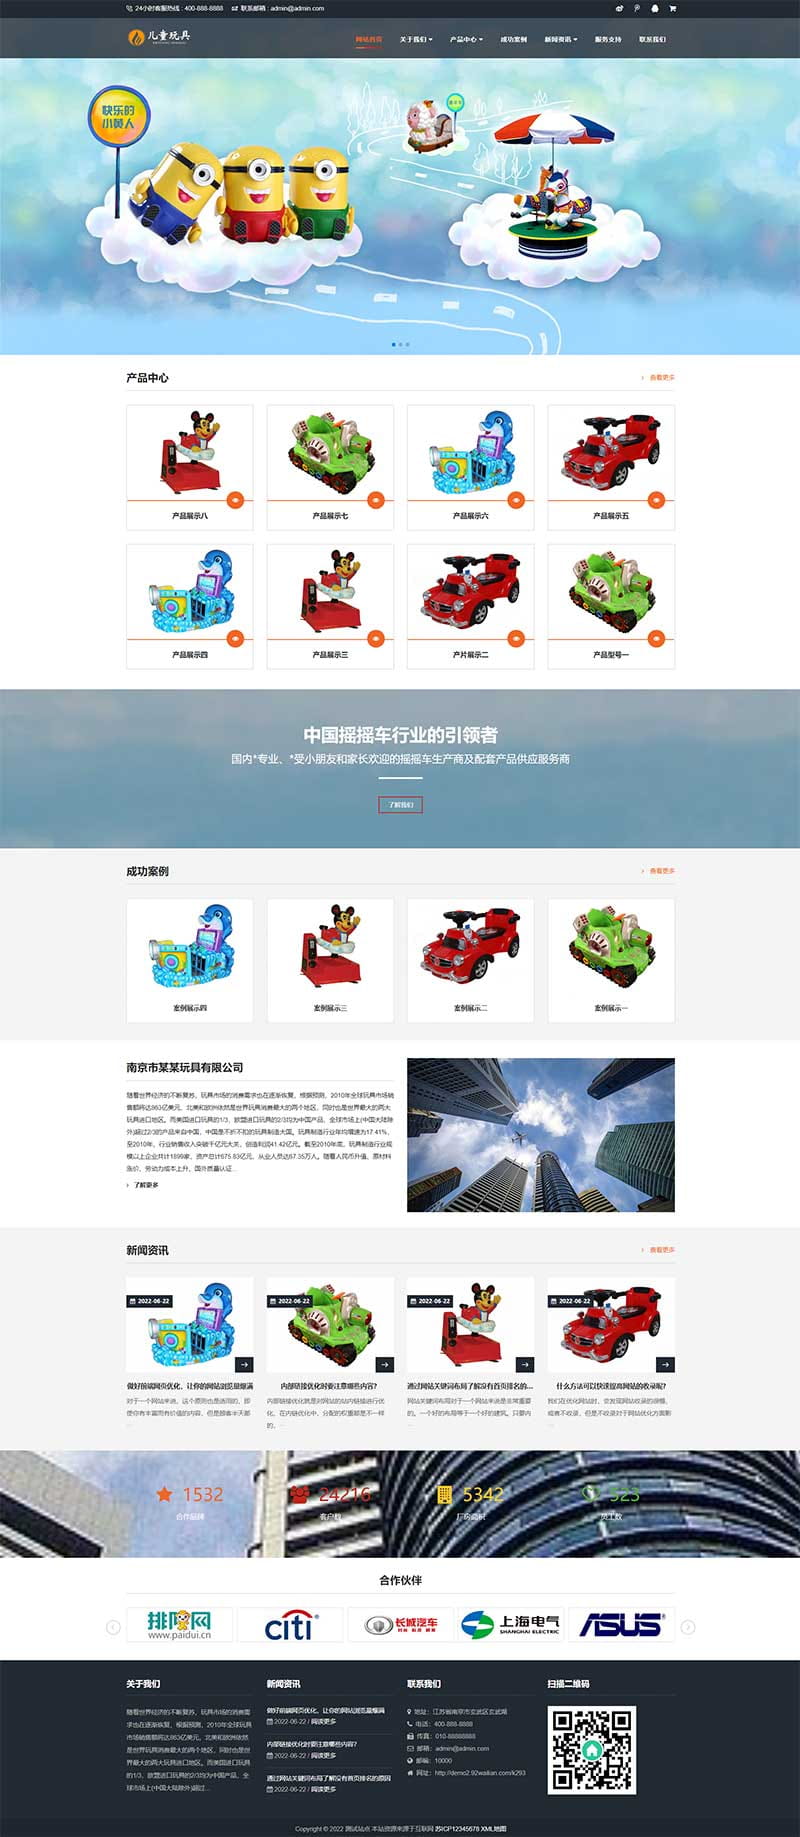 24小时客服热线 : 400-888-8888 联系邮箱 : admin@admin.com
儿童玩具
网站首页 关于我们 产品中心 成功案例 新闻资讯 服务支持 联系我们
快乐的
小黄人
产品中心 查看更多
产品展示八 产品展示七 产品展示六 产品展示五
产品展示四 产品展示三 产片展示二 产品型号一
中国摇摇车行业的引领者
国内*专业、*受小朋友和家长欢迎的摇摇车生产商及配套产品供应服务商
了解我们
成功案例 查看更多
案例展示四 案例展示三 案例展示二 案例展示一
南京市某某玩具有限公司
随着世界经济的不断复苏，玩具市场的消费需求也在逐渐恢复，根据预测，2010年全球玩具市场销
售额将达863亿美元，北美和欧洲依然是世界玩具消费最大的两个地区，同时也是世界最大的两大
玩具进口地区。而美国进口玩具的1/3，欧盟进口玩具的2/3均为中国产品，全球市场上(中国大陆除
外)超过2/3的产品来自中国，中国是不折不扣的玩具制造大国。玩具制造行业年均增速为17.41%，
至2010年，行业销售收入突破千亿元大关，创造利润41.42亿元。截至2010年底，玩具制造行业规
模以上企业共计1899家，资产总计675.83亿元，从业人员达67.35万人。随着人民币升值、原材料
涨价、劳动力成本上升、国外质量认证...
了解更多
新闻资讯 查看更多
2022-06-22 2022-06-22 2022-06-22 2022-06-22
做好前端网页优化，让你的网站浏览量爆满 内部链接优化时要注意哪些内容? 通过网站关键词布局了解没有首页排名的... 什么方法可以快速提高网站的收录呢?
对于一个网站来说，这个原则也是适用的，即
使你有丰富而有价值的内容，但是顾客半天都
...
内部链接优化就是对网站的站内链接进行优
化，在内链优化中，分配的权重都是不一样
的，...
网站关键词布局对于一个网站来说是非常重要
的。一个好的布局等于一个好的建筑。只要内
...
我们在优化网站时，会发现网站收录的很慢，
或者不收录，但是不收录对于网站优化方面影
...
1532 24216 5342 523
合作品牌 客户数 厂房面积 员工数
合作伙伴
排队网
www.paidui.cn
citi
长城汽车
上海电气
SHANGHAI ELECTRIC
ASUS
关于我们
随着世界经济的不断复苏，玩具市场的消费需
求也在逐渐恢复，根据预测，2010年全球玩具
市场销售额将达863亿美元，北美和欧洲依然
是世界玩具消费最大的两个地区，同时也是世
界最大的两大玩具进口地区。而美国进口玩具
的1/3，欧盟进口玩具的2/3均为中国产品，全
球市场上(中国大陆除外)超过...
新闻资讯
做好前端网页优化，让你的网站浏览量爆满
2022-06-22 / 阅读更多
内部链接优化时要注意哪些内容?
2022-06-22 / 阅读更多
通过网站关键词布局了解没有首页排名的原因
2022-06-22 / 阅读更多
联系我们
地址：江苏省南京市玄武区玄武湖
电话：400-888-8888
传真：010-88888888
邮箱：admin@admin.com
邮编：10000
网址：http://demo2.92wailian.com/k293
扫描二维码
Copyright © 2022 测试站点 本站资源来源于互联网 苏ICP12345678 XML地图